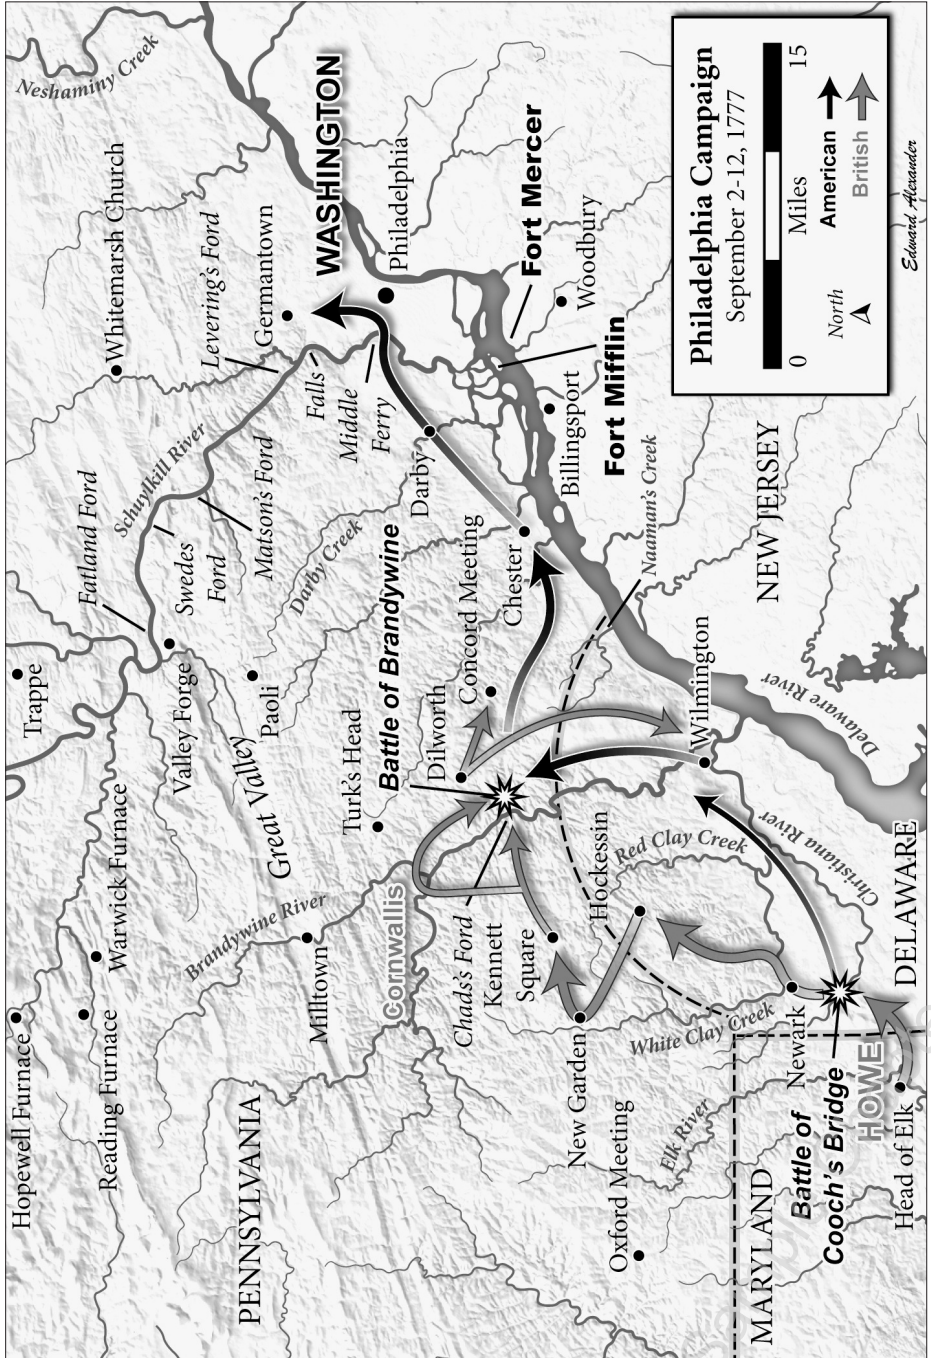 Philadelphia Campaign
September 2-12, 1777
0 Miles 15
North
American
British
Edward Alexander
Neshaminy Creek
Whitemarsh Church
Levering's Ford
Germantown
WASHINGTON
Philadelphia
Fort Mercer
Woodbury
Fort Mifflin
Billingsport
Falls
Middle
Ferry
Schuylkill River
Fatland Ford
Swedes
Ford
Matson's Ford
Darby Creek
Darby
Battle of Brandywine
Concord Meeting
Chester
Naaman's Creek
NEW JERSEY
Trappe
Valley Forge
Paoli
Great Valley
Turk's Head
Dilworth
Wilmington
Delaware River
Warwick Furnace
Brandywine River
Milltown
Cornwallis
Chads's Ford
Kennett
Square
Hockessin
Red Clay Creek
Christiana River
DELAWARE
Hopewell Furnace
Reading Furnace
PENNSYLVANIA
New Garden
White Clay Creek
Newark
Oxford Meeting
Elk River
MARYLAND
Battle of
Cooch's Bridge
HOWE
Head of Elk